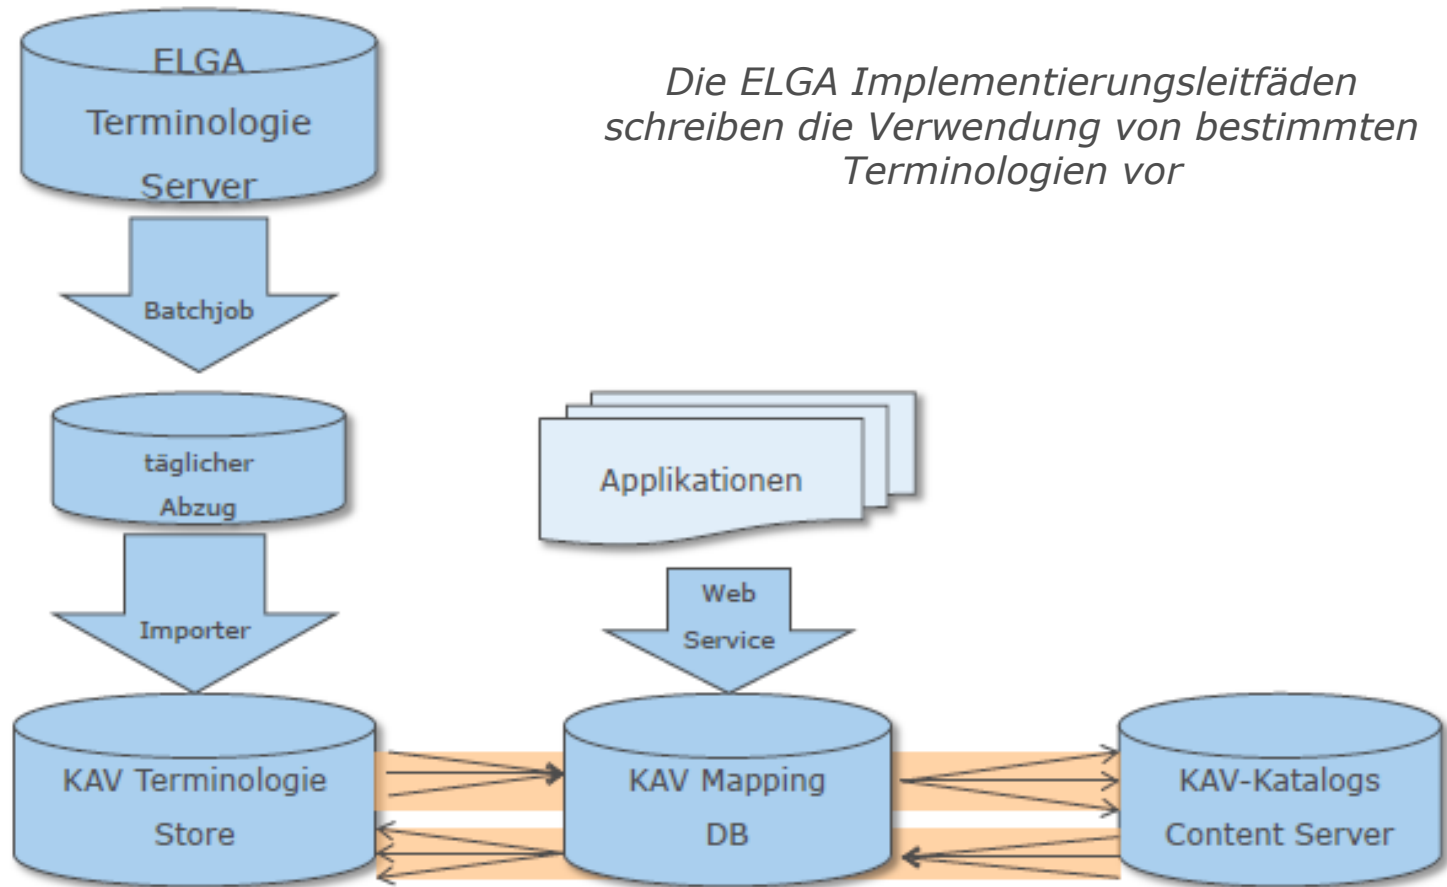 ELGA
Terminologie
Server
Die ELGA Implementierungsleitfäden
schreiben die Verwendung von bestimmten
Terminologien vor
Batchjob
täglicher
Abzug
Applikationen
Importer
Web
Service
KAV Terminologie
Store
KAV Mapping
DB
KAV-Katalogs
Content Server